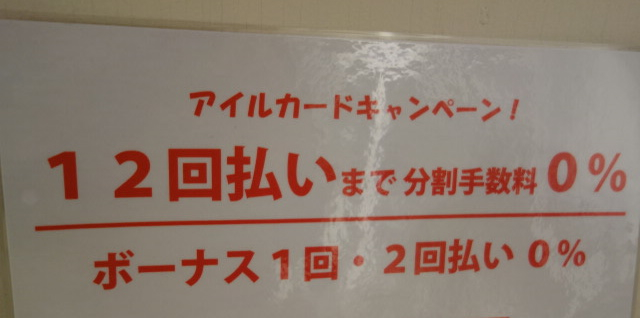 アイルカードキャンペーン！
１２回払いまで分割手数料０％
ボーナス１回・２回払い０％